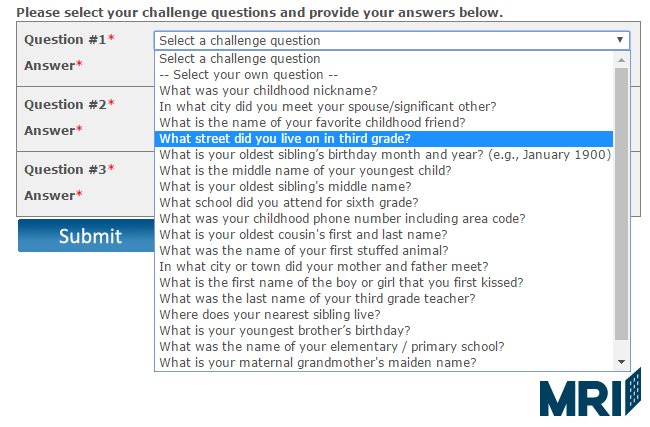 Please select your challenge questions and provide your answers below.
Question #1*
Select a challenge question
Answer*
Question #2*
Answer*
Question #3*
Answer*
Submit
Select a challenge question
-- Select your own question --
What was your childhood nickname?
In what city did you meet your spouse/significant other?
What is the name of your favorite childhood friend?
What street did you live on in third grade?
What is your oldest sibling’s birthday month and year? (e.g., January 1900)
What is the middle name of your youngest child?
What is your oldest sibling's middle name?
What school did you attend for sixth grade?
What was your childhood phone number including area code?
What is your oldest cousin's first and last name?
What was the name of your first stuffed animal?
In what city or town did your mother and father meet?
What is the first name of the boy or girl that you first kissed?
What was the last name of your third grade teacher?
Where does your nearest sibling live?
What is your youngest brother’s birthday?
What was the name of your elementary / primary school?
What is your maternal grandmother's maiden name?
MRI